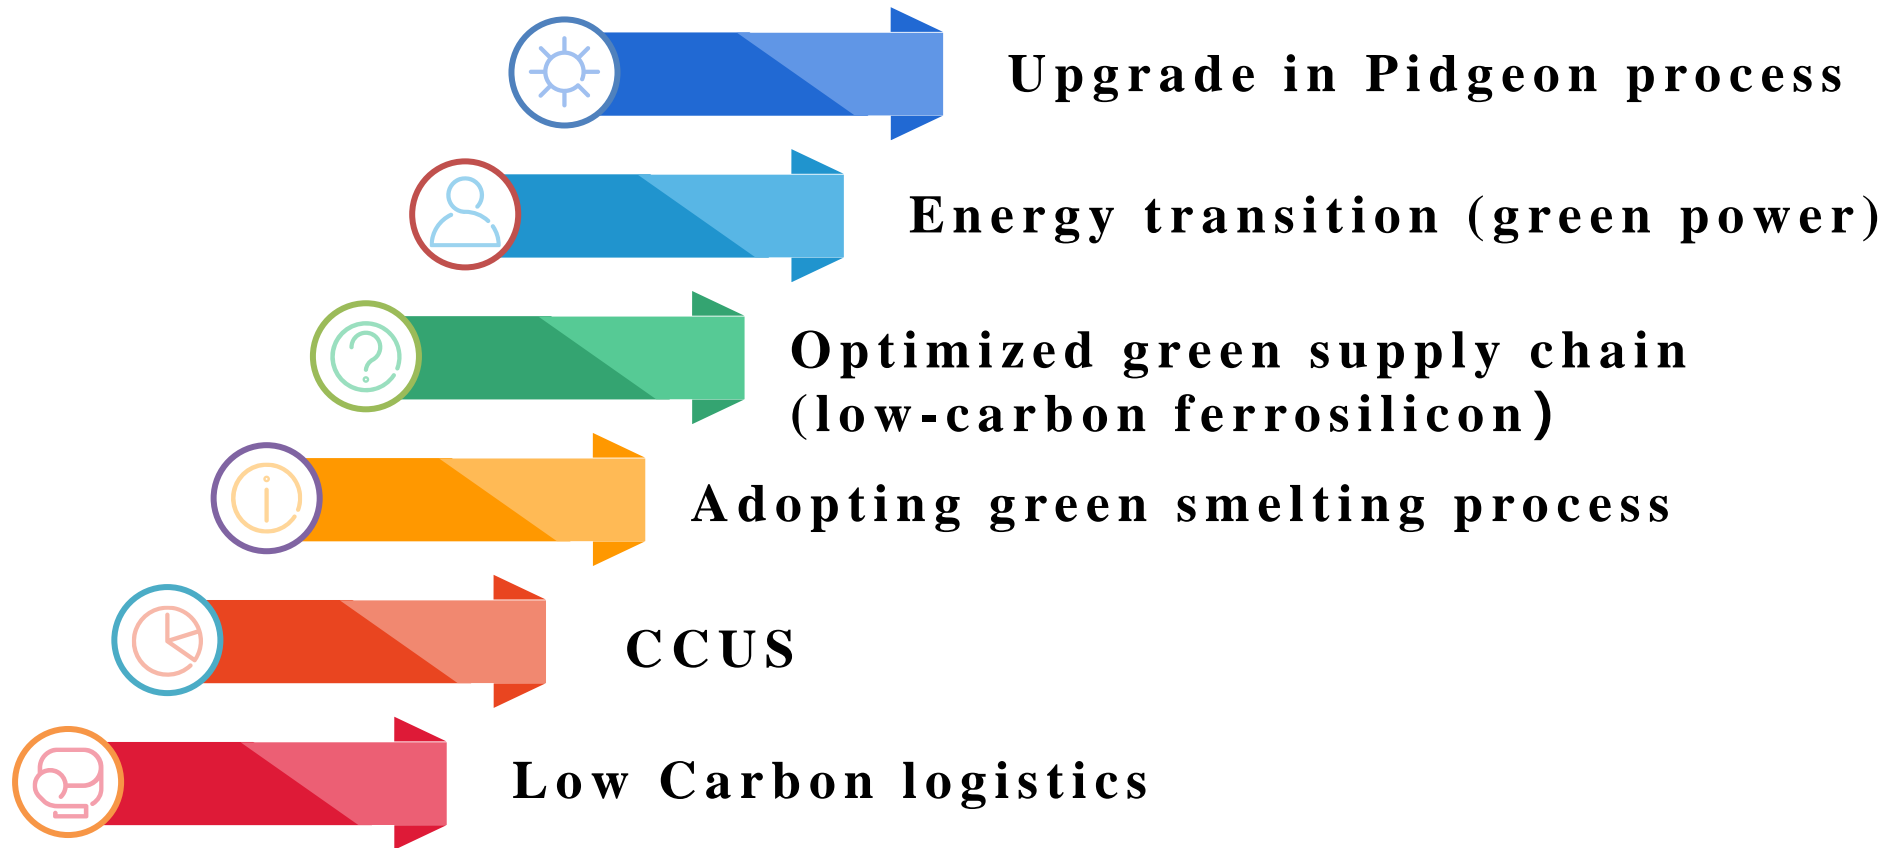 Upgrade in Pidgeon process
Energy transition (green power)
Optimized green supply chain
(low-carbon ferrosilicon)
Adopting green smelting process
CCUS
Low Carbon logistics